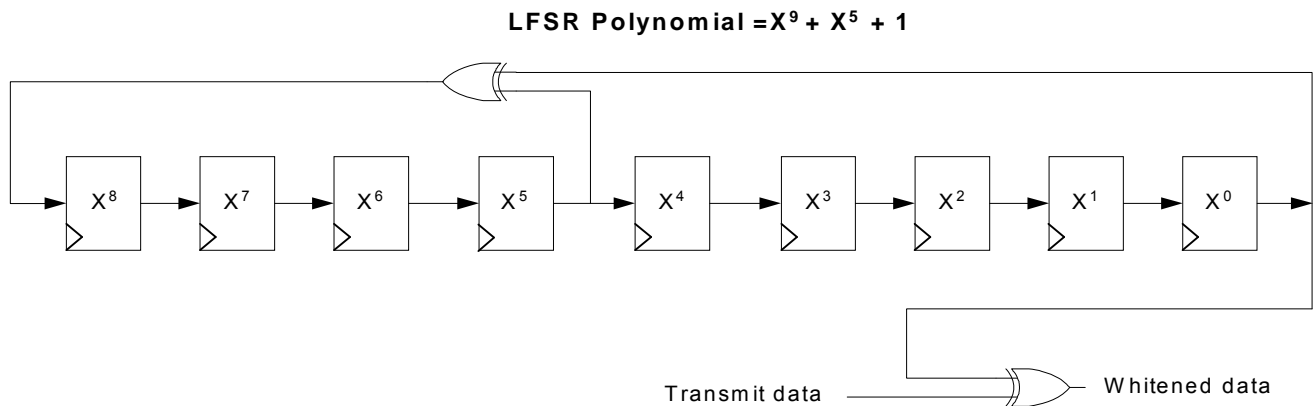 LFSR Polynomial =X⁹ + X⁵ + 1
X⁸ X⁷ X⁶ X⁵ X⁴ X³ X² X¹ X⁰
Transmit data
Whitened data